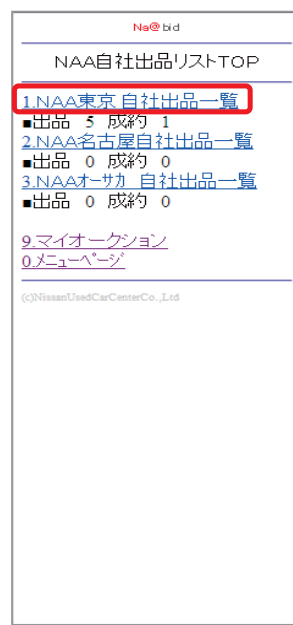 Na@bid
NAA自社出品リストTOP
1.NAA東京 自社出品一覧
■出品 5 成約 1
2.NAA名古屋自社出品一覧
■出品 0 成約 0
3.NAAｵｰｻｶ 自社出品一覧
■出品 0 成約 0
9.マイオークション
0.ﾒﾆｭｰﾍﾟｰｼﾞ
(c)NissanUsedCarCenterCo.,Ltd